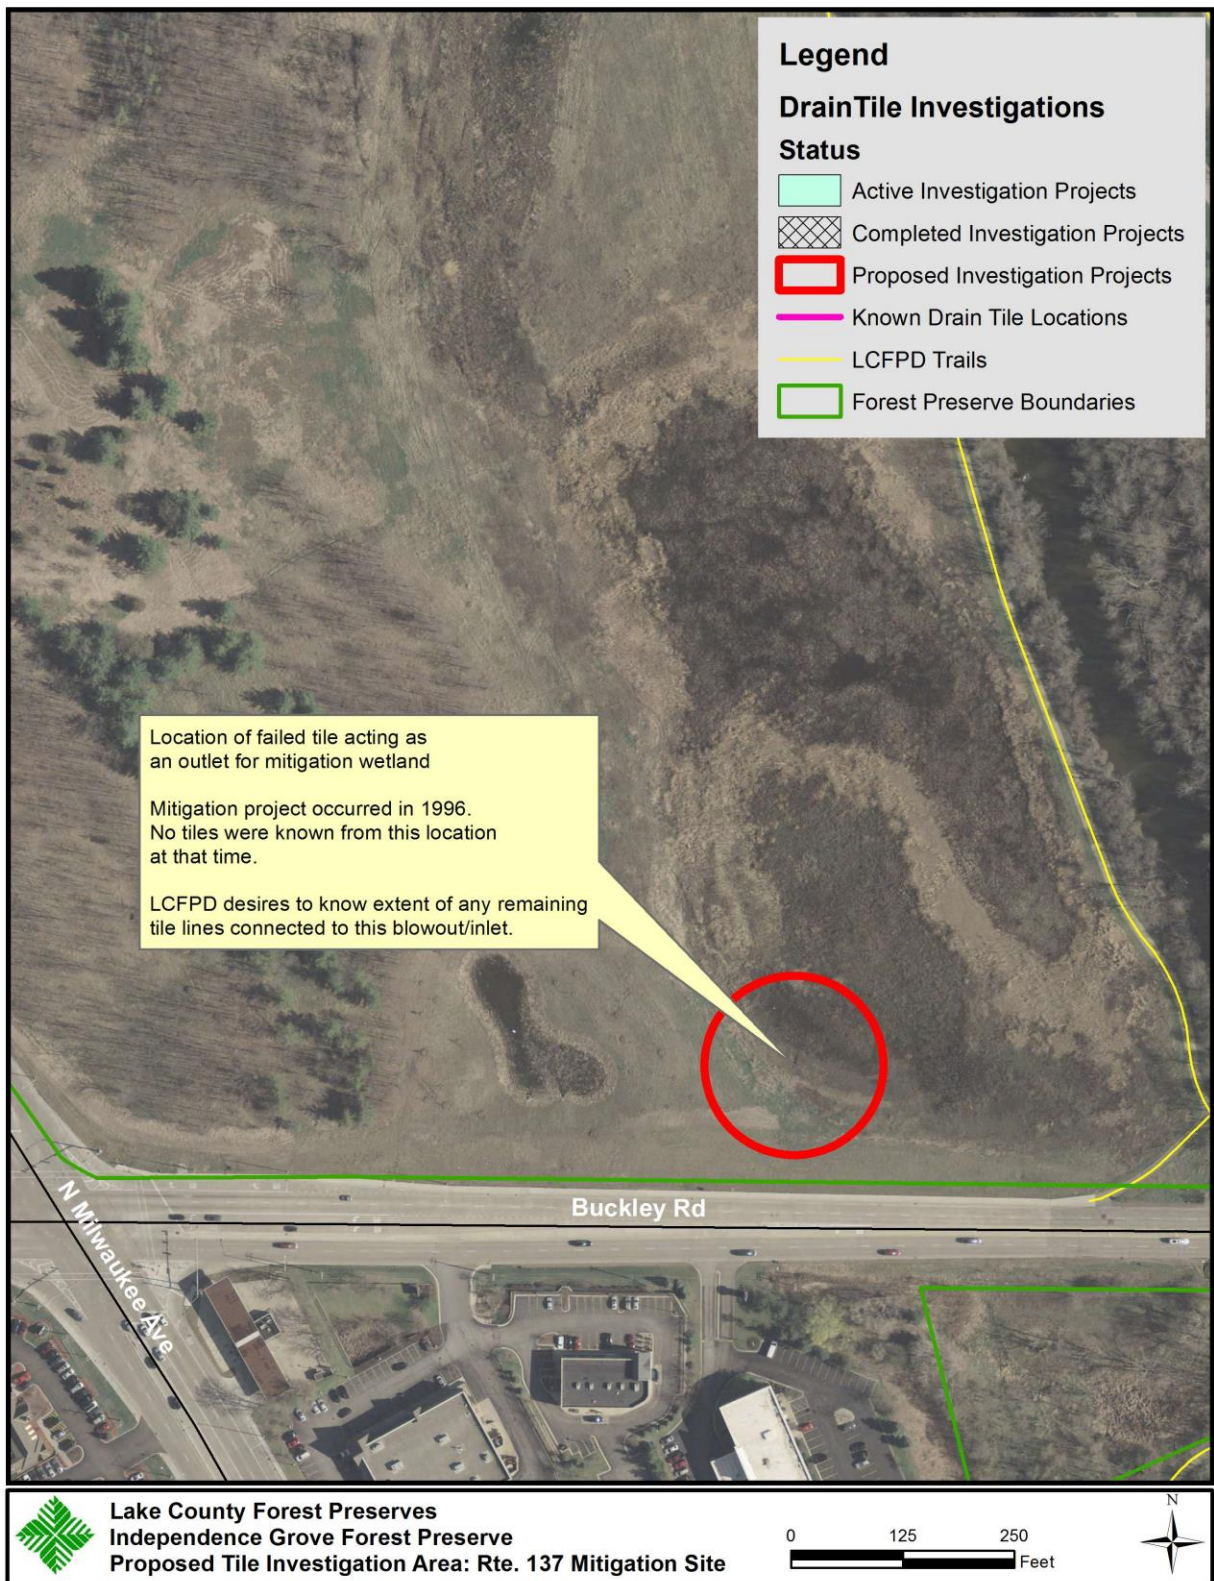 Legend
DrainTile Investigations
Status
Active Investigation Projects
Completed Investigation Projects
Proposed Investigation Projects
Known Drain Tile Locations
LCFPD Trails
Forest Preserve Boundaries
Location of failed tile acting as
an outlet for mitigation wetland
Mitigation project occurred in 1996.
No tiles were known from this location
at that time.
LCFPD desires to know extent of any remaining
tile lines connected to this blowout/inlet.
Buckley Rd
N Milwaukee Ave
Lake County Forest Preserves
Independence Grove Forest Preserve
Proposed Tile Investigation Area: Rte. 137 Mitigation Site
0 125 250
Feet
N